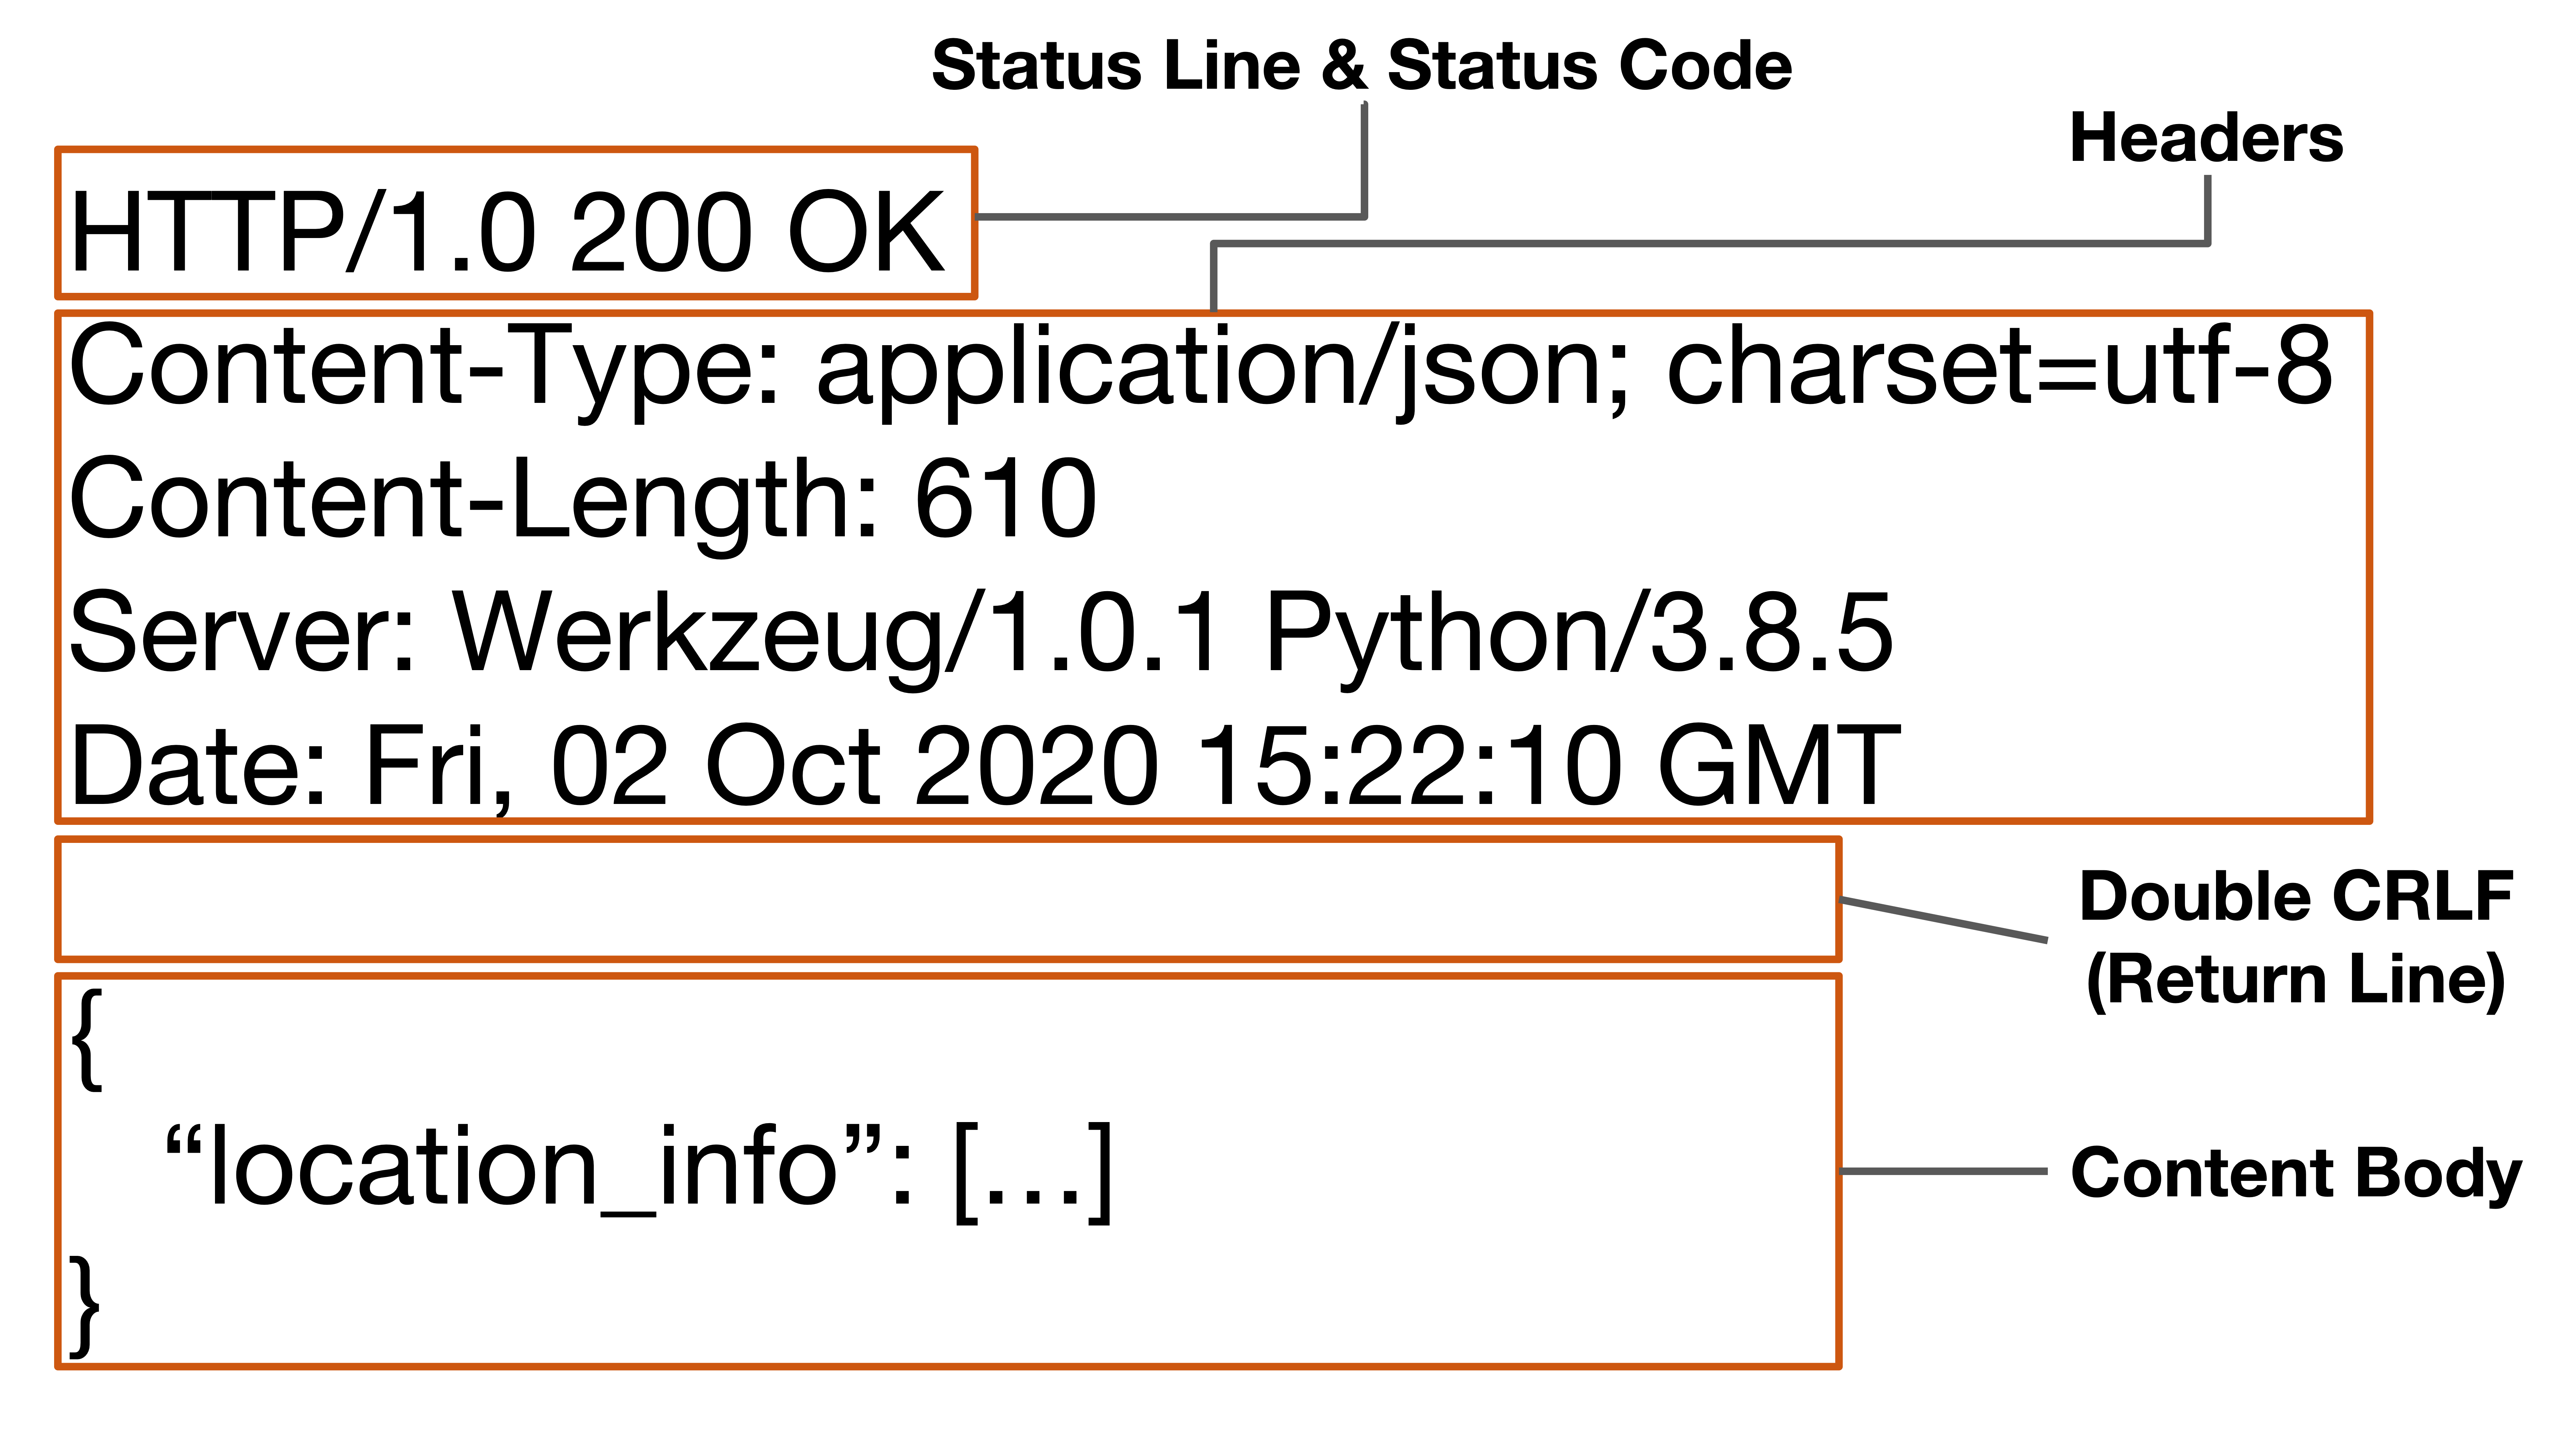 Status Line & Status Code
Headers
HTTP/1.0 200 OK
Content-Type: application/json; charset=utf-8
Content-Length: 610
Server: Werkzeug/1.0.1 Python/3.8.5
Date: Fri, 02 Oct 2020 15:22:10 GMT
Double CRLF
(Return Line)
{
“location_info”: […]
}
Content Body